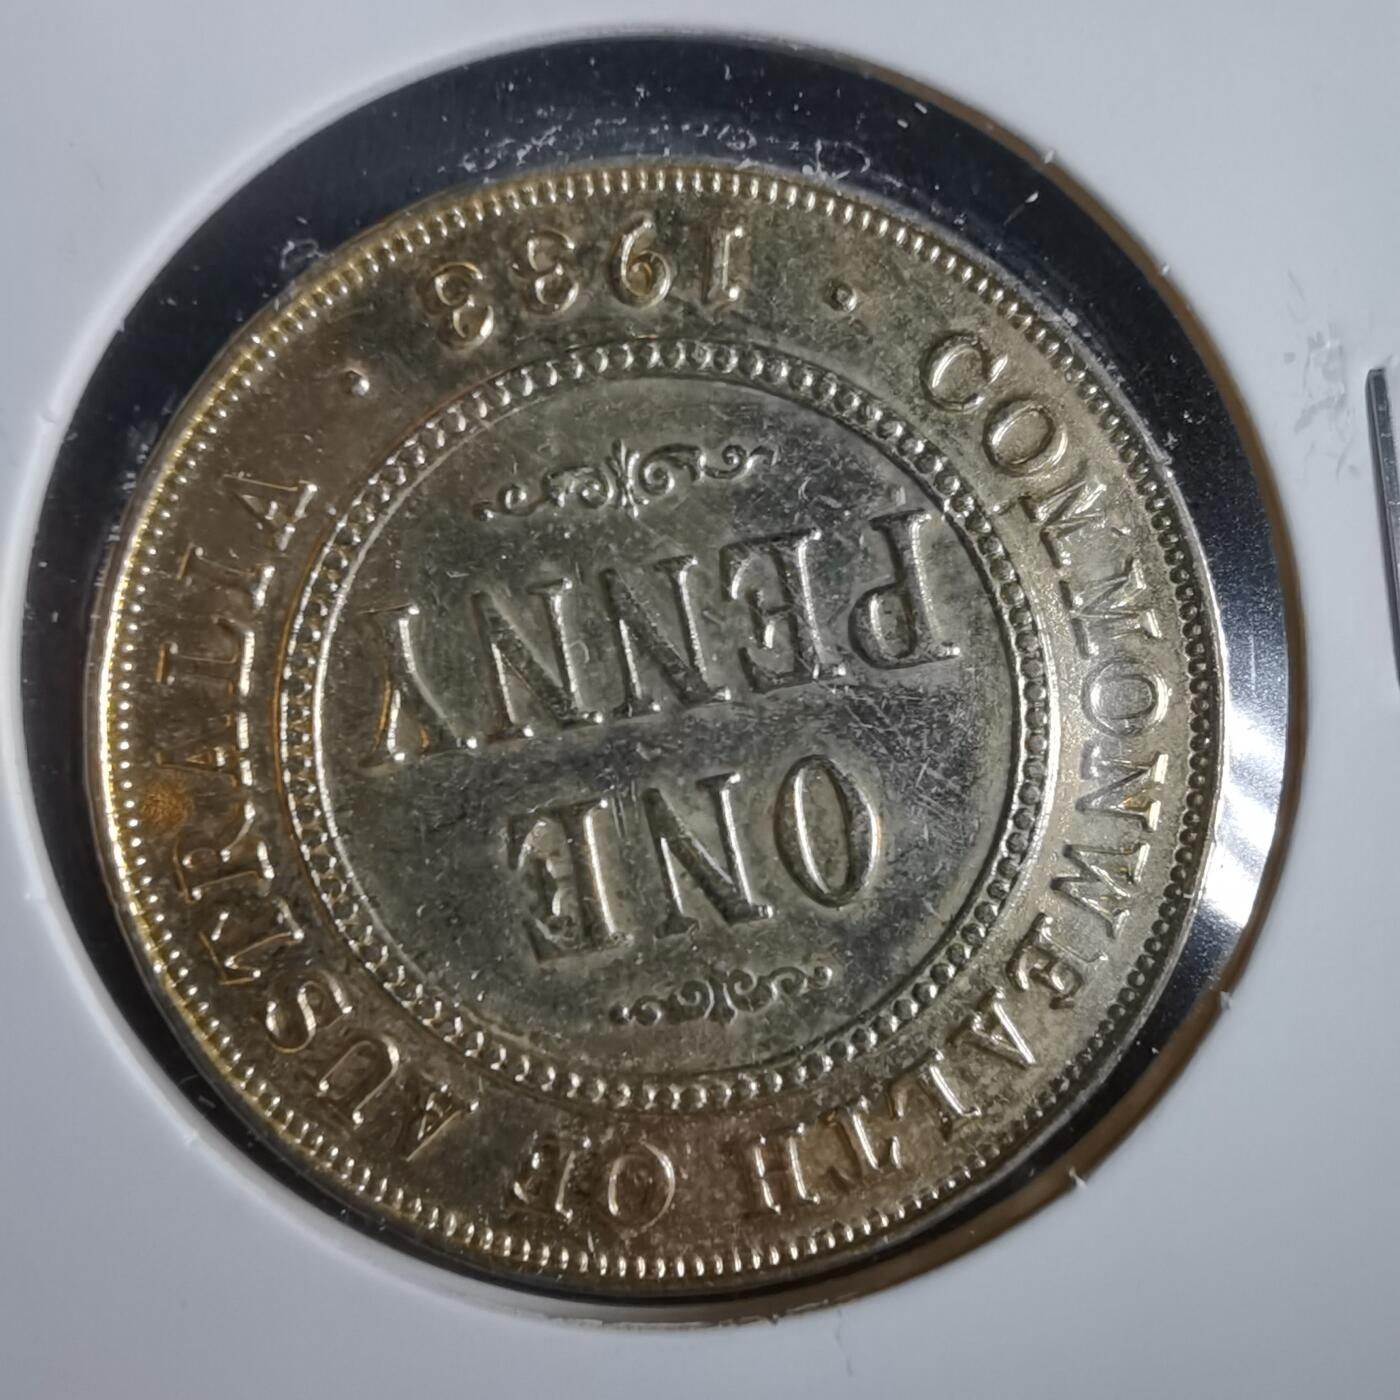 COMMONWEALTH OF AUSTRALIA
ONE
PENNY
· 1933 ·